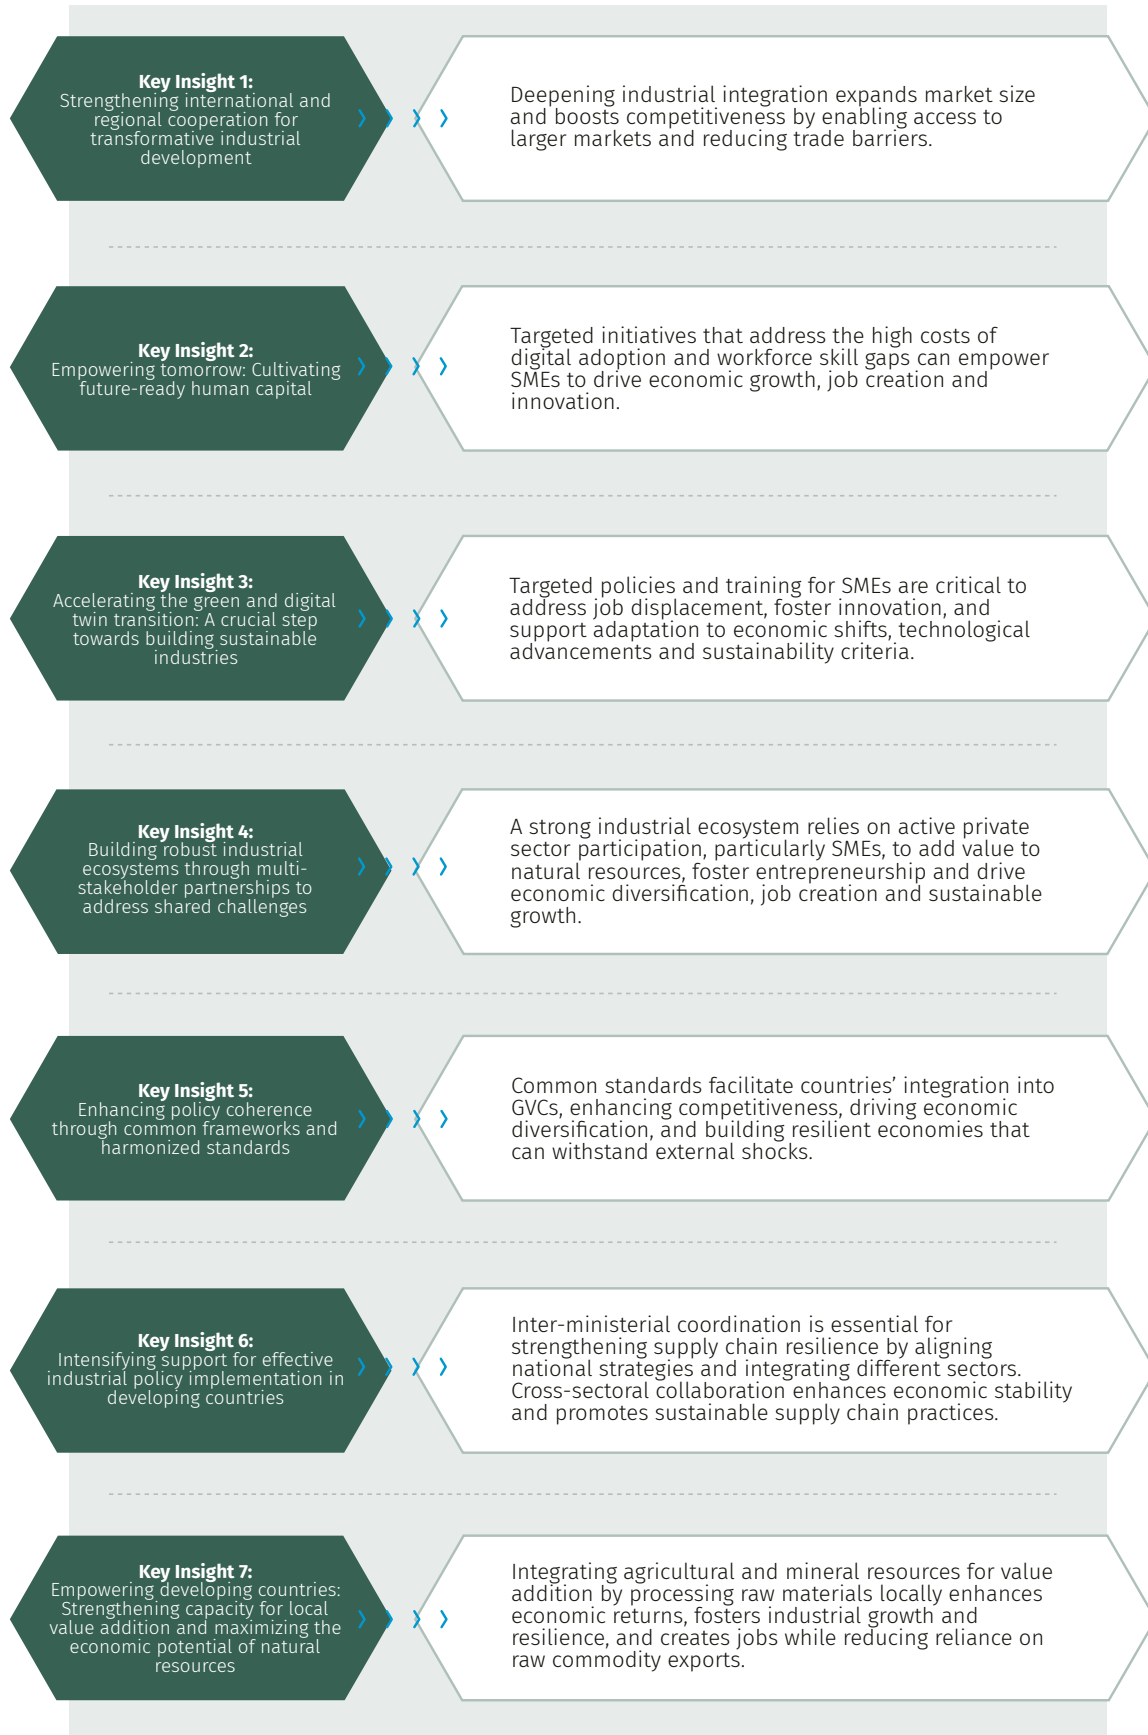 Key Insight 1:
Strengthening international and
regional cooperation for
transformative industrial
development
Deepening industrial integration expands market size
and boosts competitiveness by enabling access to
larger markets and reducing trade barriers.
Key Insight 2:
Empowering tomorrow: Cultivating
future-ready human capital
Targeted initiatives that address the high costs of
digital adoption and workforce skill gaps can empower
SMEs to drive economic growth, job creation and
innovation.
Key Insight 3:
Accelerating the green and digital
twin transition: A crucial step
towards building sustainable
industries
Targeted policies and training for SMEs are critical to
address job displacement, foster innovation, and
support adaptation to economic shifts, technological
advancements and sustainability criteria.
Key Insight 4:
Building robust industrial
ecosystems through multi-
stakeholder partnerships to
address shared challenges
A strong industrial ecosystem relies on active private
sector participation, particularly SMEs, to add value to
natural resources, foster entrepreneurship and drive
economic diversification, job creation and sustainable
growth.
Key Insight 5:
Enhancing policy coherence
through common frameworks and
harmonized standards
Common standards facilitate countries’ integration into
GVCs, enhancing competitiveness, driving economic
diversification, and building resilient economies that
can withstand external shocks.
Key Insight 6:
Intensifying support for effective
industrial policy implementation in
developing countries
Inter-ministerial coordination is essential for
strengthening supply chain resilience by aligning
national strategies and integrating different sectors.
Cross-sectoral collaboration enhances economic stability
and promotes sustainable supply chain practices.
Key Insight 7:
Empowering developing countries:
Strengthening capacity for local
value addition and maximizing the
economic potential of natural
resources
Integrating agricultural and mineral resources for value
addition by processing raw materials locally enhances
economic returns, fosters industrial growth and
resilience, and creates jobs while reducing reliance on
raw commodity exports.